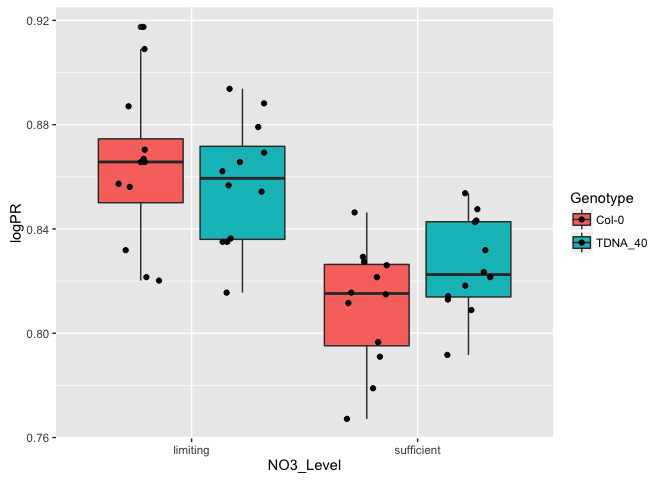 0.92
0.88
0.84
0.80
0.76
logPR
limiting
sufficient
NO3_Level
Genotype
Col-0
TDNA_40